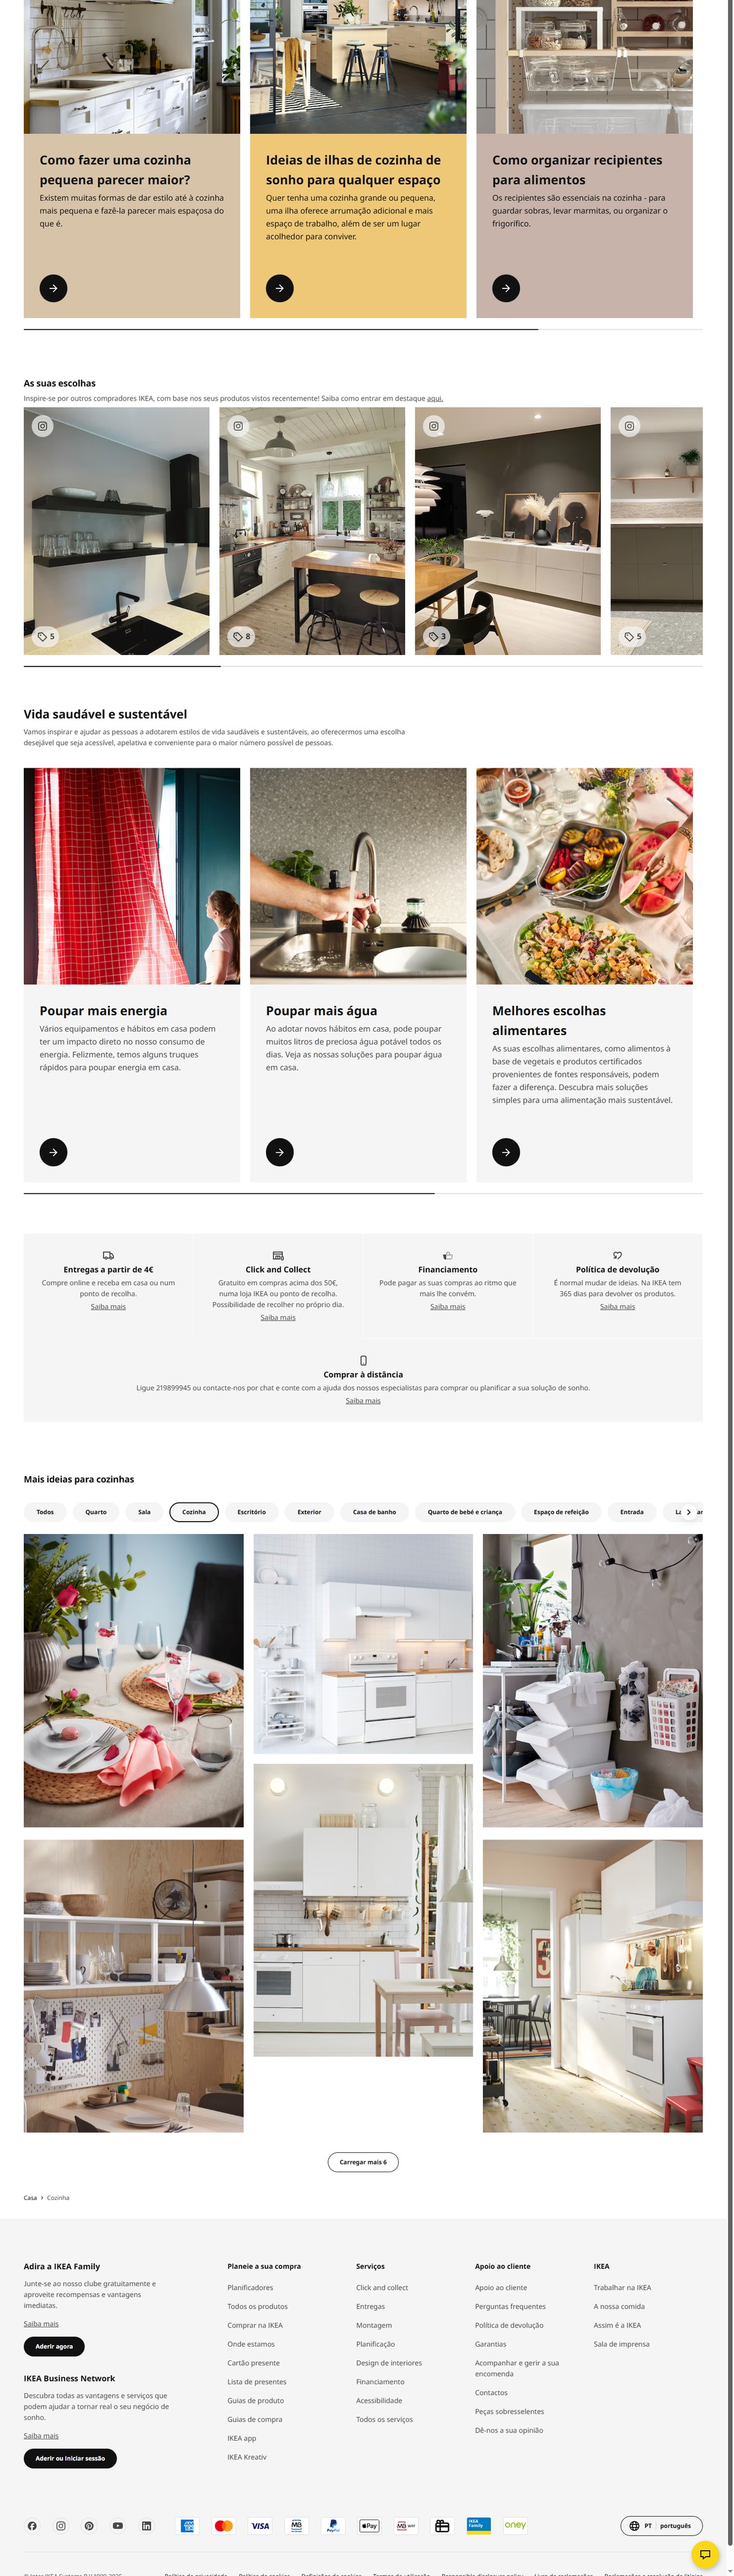 Como fazer uma cozinha
pequena parecer maior?
Existem muitas formas de dar estilo até à cozinha
mais pequena e fazê-la parecer mais espaçosa do
que é.
Ideias de ilhas de cozinha de
sonho para qualquer espaço
Quer tenha uma cozinha grande ou pequena,
uma ilha oferece arrumação adicional e mais
espaço de trabalho, além de ser um lugar
acolhedor para conviver.
Como organizar recipientes
para alimentos
Os recipientes são essenciais na cozinha - para
guardar sobras, levar marmitas, ou organizar o
frigorífico.
As suas escolhas
Inspire-se por outros compradores IKEA, com base nos seus produtos vistos recentemente! Saiba como entrar em destaque aqui.
5
8
3
5
Vida saudável e sustentável
Vamos inspirar e ajudar as pessoas a adotarem estilos de vida saudáveis e sustentáveis, ao oferecermos uma escolha
desejável que seja acessível, apelativa e conveniente para o maior número possível de pessoas.
Poupar mais energia
Vários equipamentos e hábitos em casa podem
ter um impacto direto no nosso consumo de
energia. Felizmente, temos alguns truques
rápidos para poupar energia em casa.
Poupar mais água
Ao adotar novos hábitos em casa, pode poupar
muitos litros de preciosa água potável todos os
dias. Veja as nossas soluções para poupar água
em casa.
Melhores escolhas
alimentares
As suas escolhas alimentares, como alimentos à
base de vegetais e produtos certificados
provenientes de fontes responsáveis, podem
fazer a diferença. Descubra mais soluções
simples para uma alimentação mais sustentável.
Entregas a partir de 4€
Compre online e receba em casa ou num
ponto de recolha.
Saiba mais
Click and Collect
Gratuito em compras acima dos 50€,
numa loja IKEA ou ponto de recolha.
Possibilidade de recolher no próprio dia.
Saiba mais
Financiamento
Pode pagar as suas compras ao ritmo que
mais lhe convém.
Saiba mais
Política de devolução
É normal mudar de ideias. Na IKEA tem
365 dias para devolver os produtos.
Saiba mais
Comprar à distância
Ligue 219899945 ou contacte-nos por chat e conte com a ajuda dos nossos especialistas para comprar ou planificar a sua solução de sonho.
Saiba mais
Mais ideias para cozinhas
Todos Quarto Sala Cozinha Escritório Exterior Casa de banho Quarto de bebé e criança Espaço de refeição Entrada
Carregar mais 6
Casa › Cozinha
Adira a IKEA Family
Junte-se ao nosso clube gratuitamente e
aproveite recompensas e vantagens
imediatas.
Saiba mais
Aderir agora
IKEA Business Network
Descubra todas as vantagens e serviços que
podem ajudar a tornar real o seu negócio de
sonho.
Saiba mais
Aderir ou Iniciar sessão
Planeie a sua compra
Planificadores
Todos os produtos
Comprar na IKEA
Onde estamos
Cartão presente
Lista de presentes
Guias de produto
Guias de compra
IKEA app
IKEA Kreativ
Serviços
Click and collect
Entregas
Montagem
Planificação
Design de interiores
Financiamento
Acessibilidade
Todos os serviços
Apoio ao cliente
Apoio ao cliente
Perguntas frequentes
Política de devolução
Garantias
Acompanhar e gerir a sua
encomenda
Contactos
Peças sobresselentes
Dê-nos a sua opinião
IKEA
Trabalhar na IKEA
A nossa comida
Assim é a IKEA
Sala de imprensa
VISA
MB
PayPal
Pay
MB WAY
IKEA Family
oney
PT português